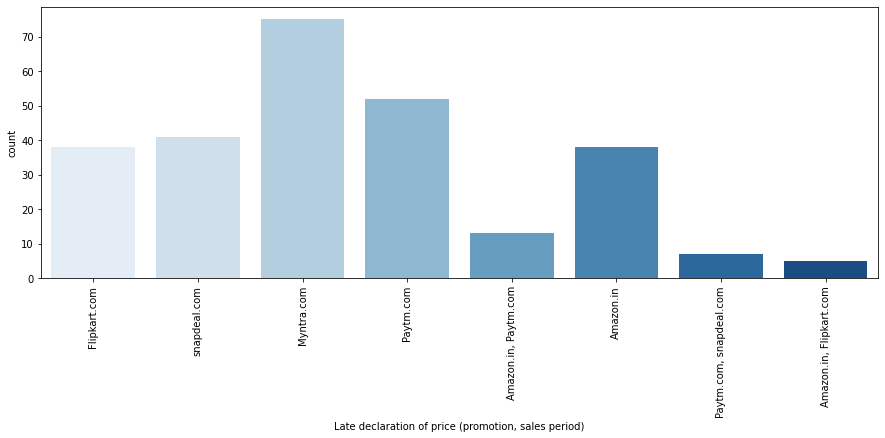 70
60
50
40
30
20
10
0
count
Flipkart.com
snapdeal.com
Myntra.com
Paytm.com
Amazon.in, Paytm.com
Amazon.in
Paytm.com, snapdeal.com
Amazon.in, Flipkart.com
Late declaration of price (promotion, sales period)